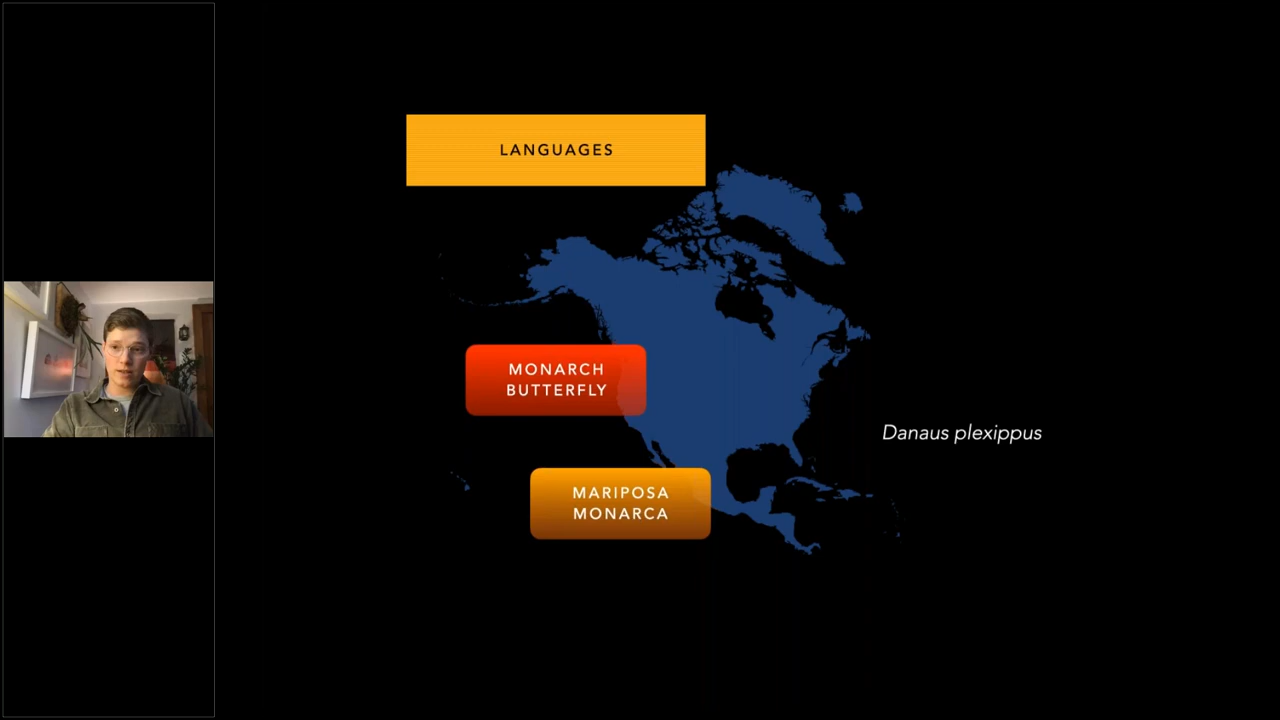 LANGUAGES
MONARCH
BUTTERFLY
Danaus plexippus
MARIPOSA
MONARCA